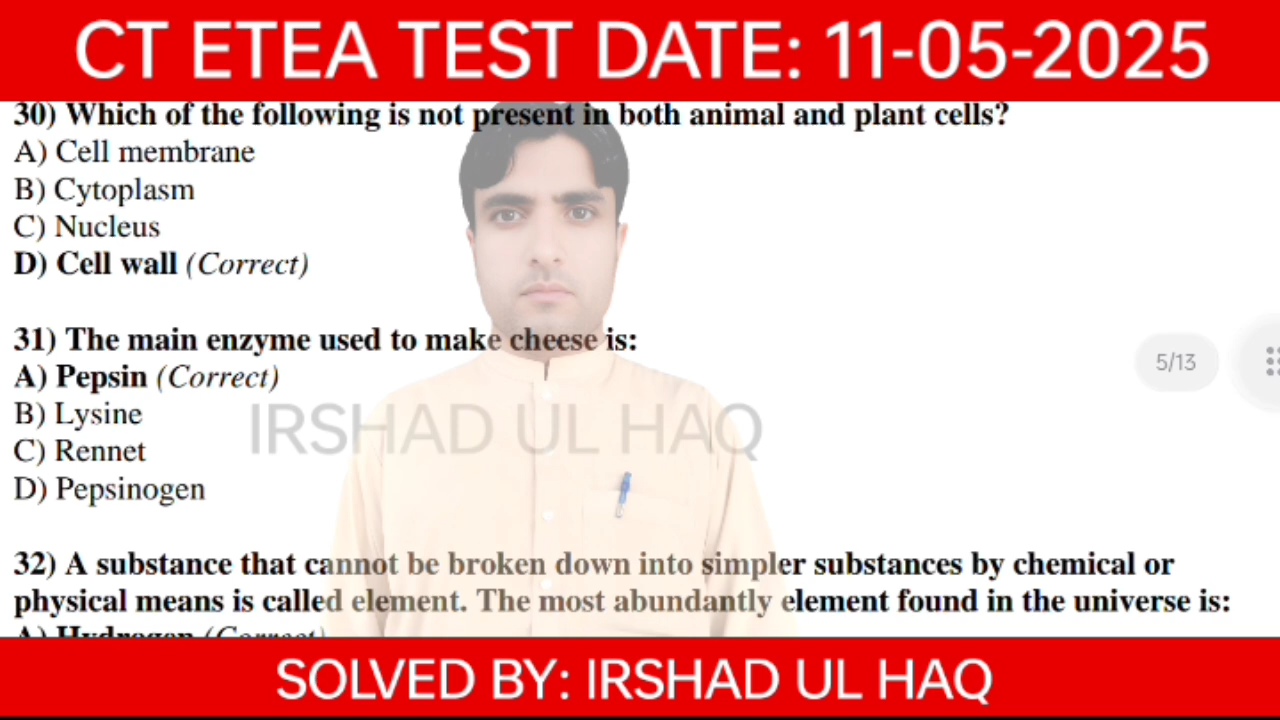 CT ETEA TEST DATE: 11-05-2025
30) Which of the following is not present in both animal and plant cells?
A) Cell membrane
B) Cytoplasm
C) Nucleus
D) Cell wall (Correct)
31) The main enzyme used to make cheese is:
A) Pepsin (Correct)
B) Lysine
IRSHAD UL HAQ
C) Rennet
D) Pepsinogen
5/13
32) A substance that cannot be broken down into simpler substances by chemical or
physical means is called element. The most abundantly element found in the universe is:
A) Hydrogen (Correct)
SOLVED BY: IRSHAD UL HAQ